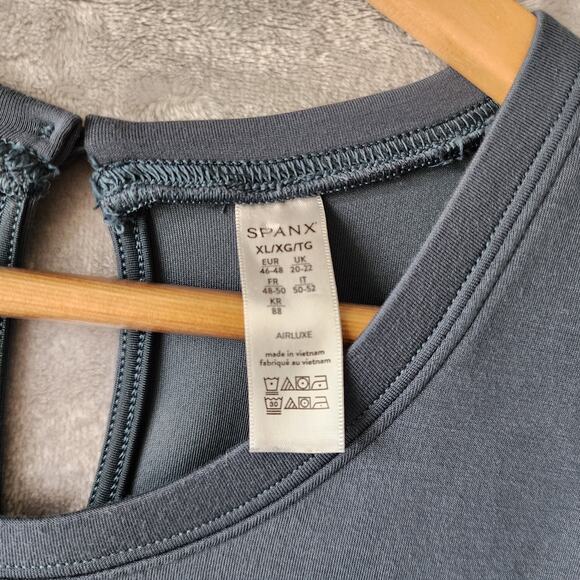 SPANX
XL/XG/TG
EUR UK
46-48 20-22
FR IT
48-50 50-52
KR
88
AIRLUXE
made in vietnam
fabriqué au vietnam
30